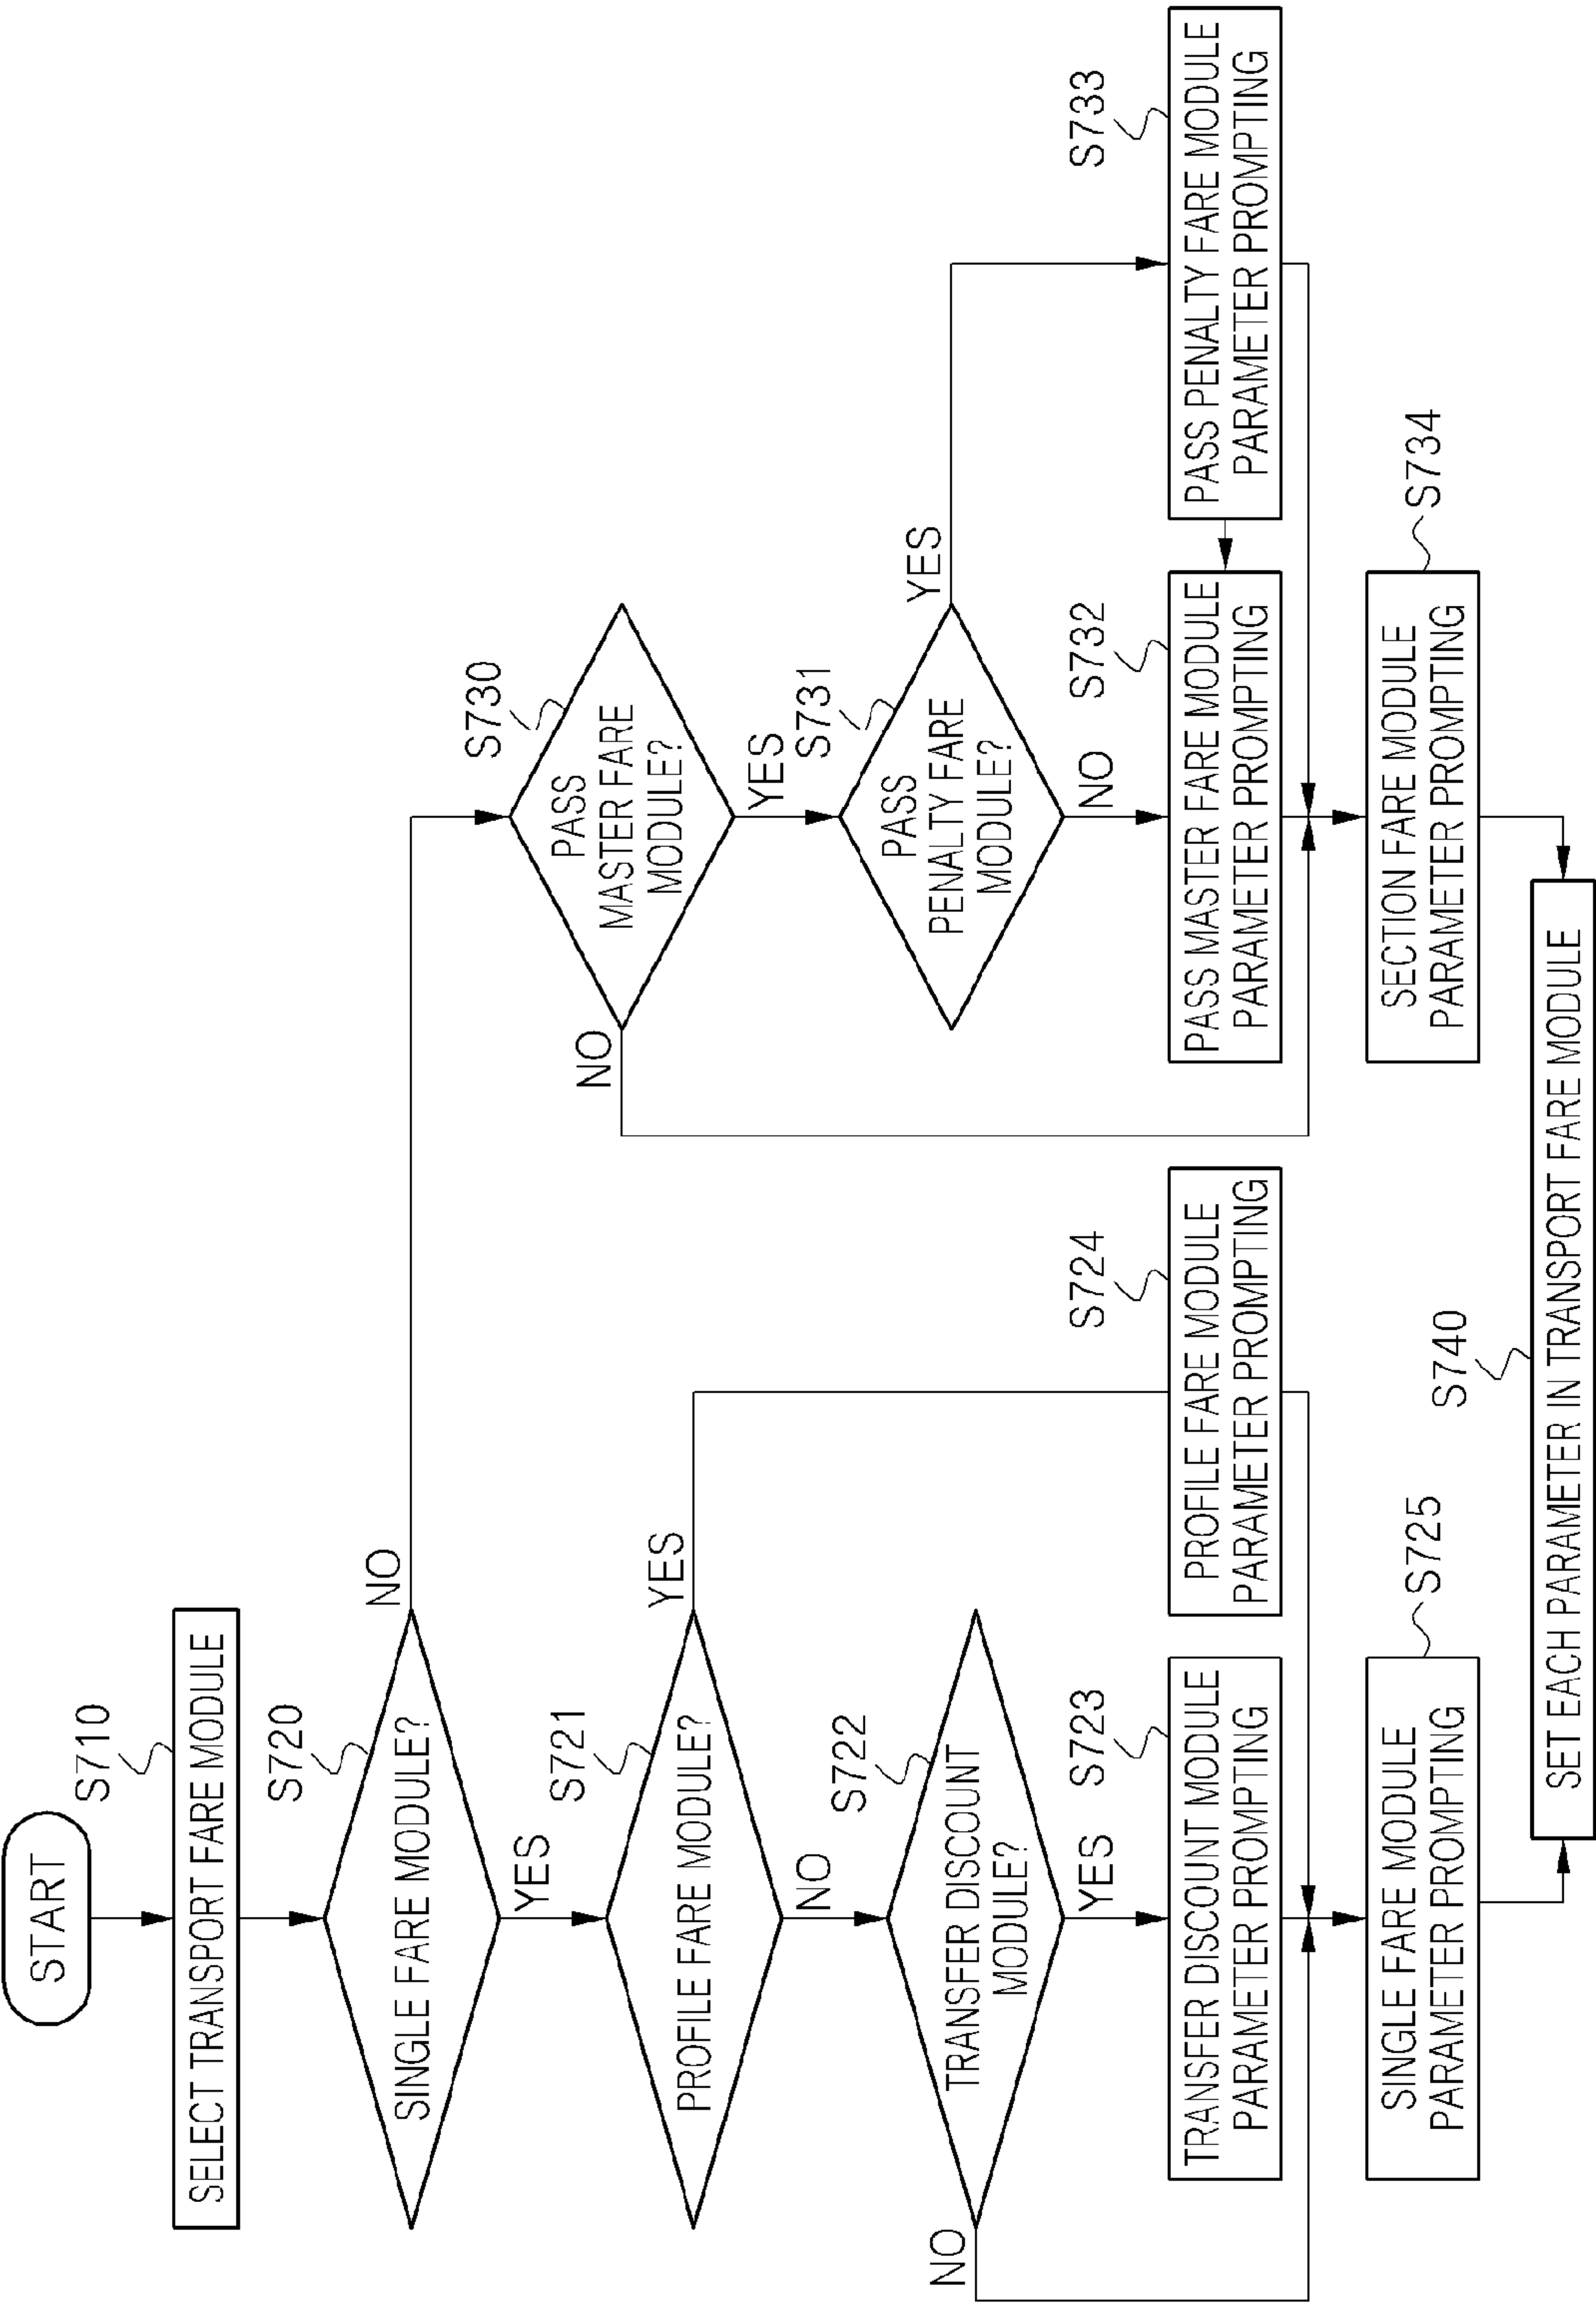 START
S710
SELECT TRANSPORT FARE MODULE
S720
SINGLE FARE MODULE?
NO
YES
S721
PROFILE FARE MODULE?
YES
NO
S722
TRANSFER DISCOUNT
MODULE?
NO
YES
S723
TRANSFER DISCOUNT MODULE
PARAMETER PROMPTING
S724
PROFILE FARE MODULE
PARAMETER PROMPTING
S725
SINGLE FARE MODULE
PARAMETER PROMPTING
S730
PASS
MASTER FARE
MODULE?
NO
YES
S731
PASS
PENALTY FARE
MODULE?
YES
NO
S732
PASS MASTER FARE MODULE
PARAMETER PROMPTING
S733
PASS PENALTY FARE MODULE
PARAMETER PROMPTING
S734
SECTION FARE MODULE
PARAMETER PROMPTING
S740
SET EACH PARAMETER IN TRANSPORT FARE MODULE